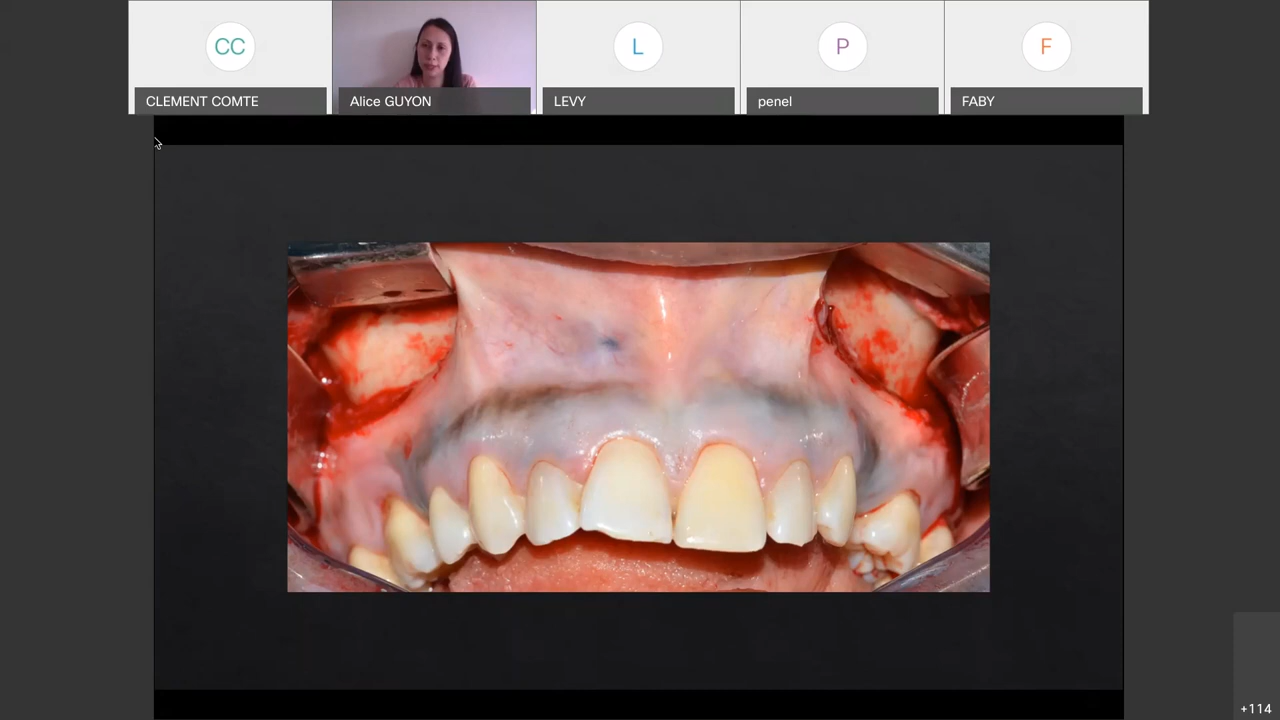 CC
L
P
F
CLEMENT COMTE
Alice GUYON
LEVY
penel
FABY
+114